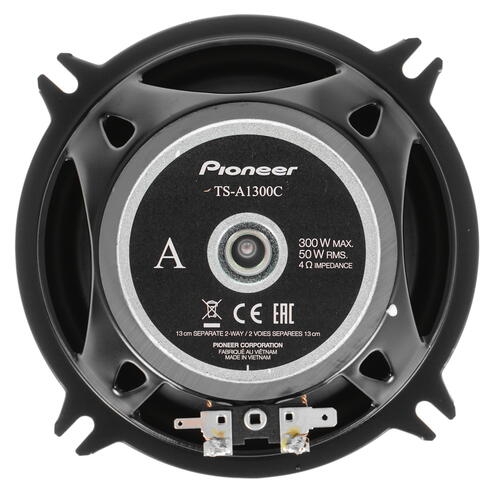 Pioneer
TS-A1300C
A
300 W MAX.
50 W RMS.
4 Ω IMPEDANCE
CE EAC
13 cm SEPARATE 2-WAY / 2 VOIES SEPAREES 13 cm
PIONEER CORPORATION
FABRIQUÉ AU VIÊTNAM
MADE IN VIETNAM